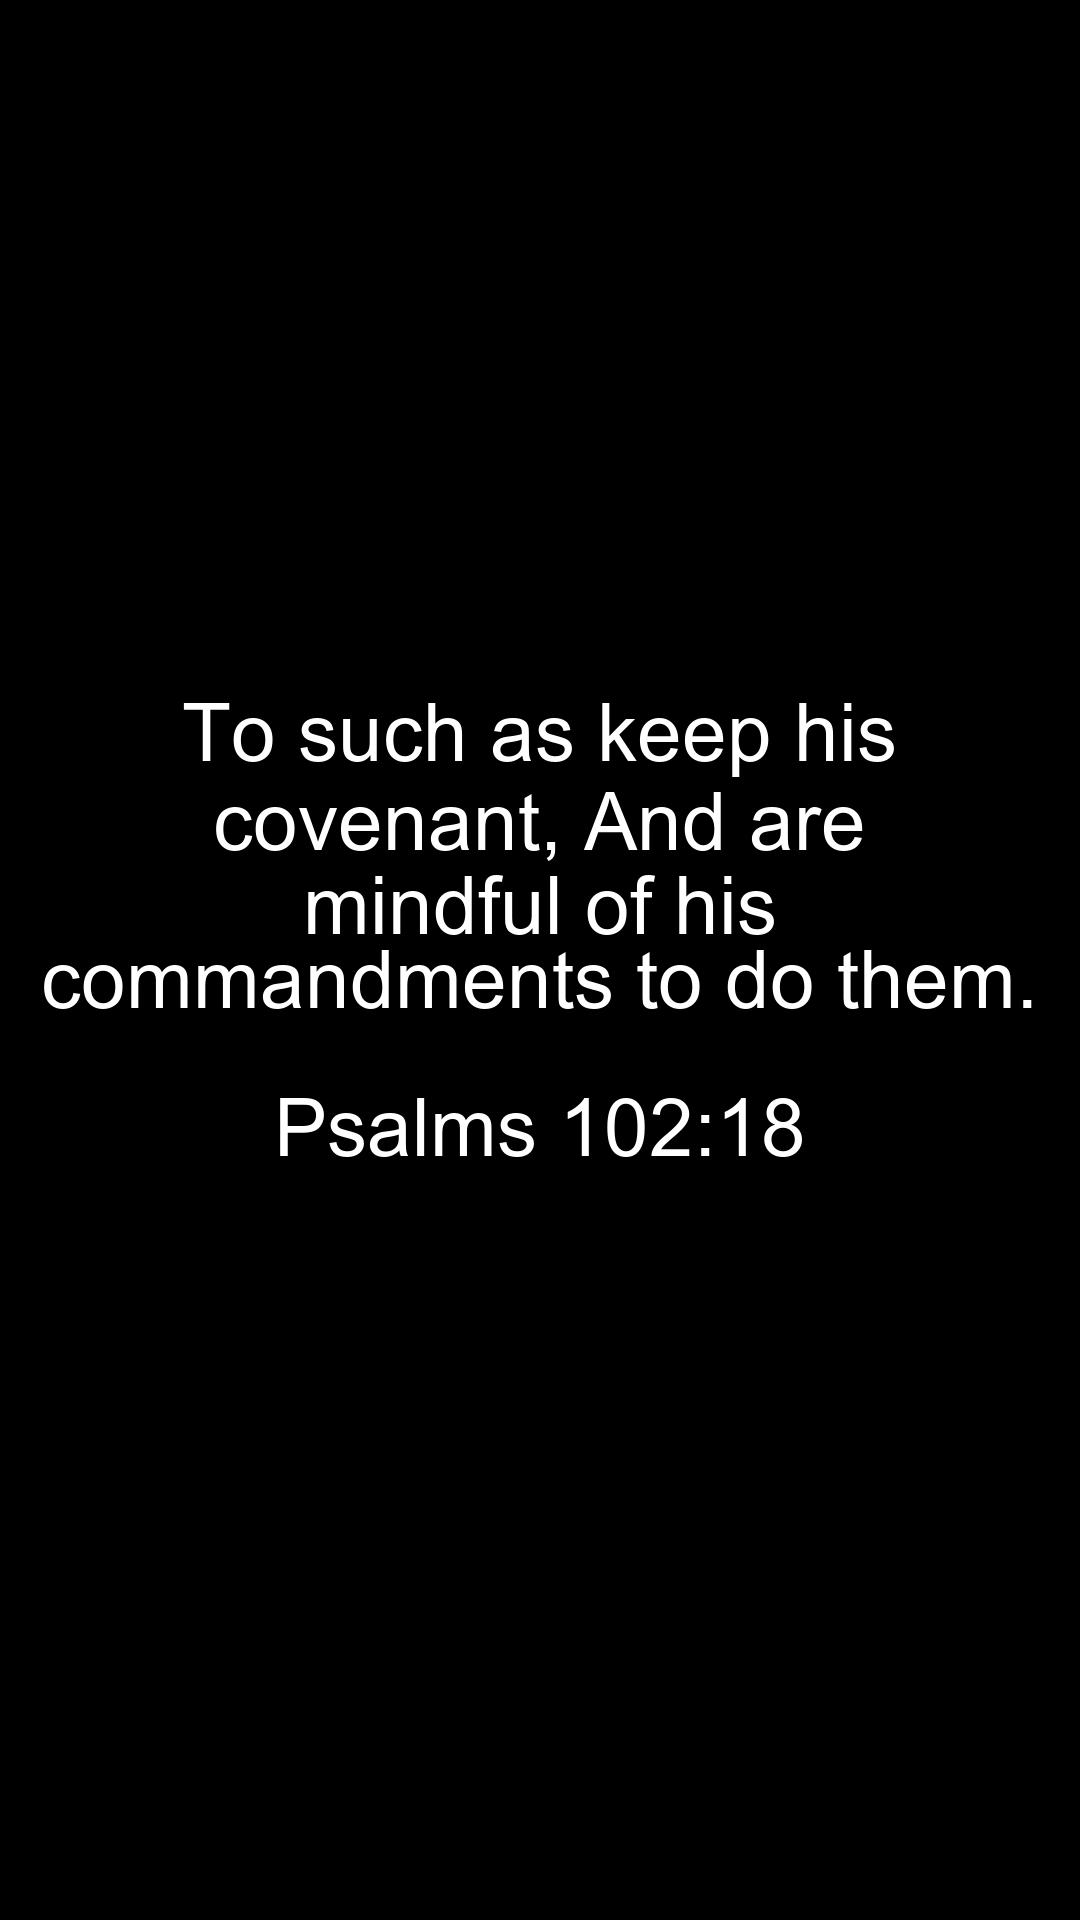 To such as keep his
covenant, And are
mindful of his
commandments to do them.
Psalms 102:18